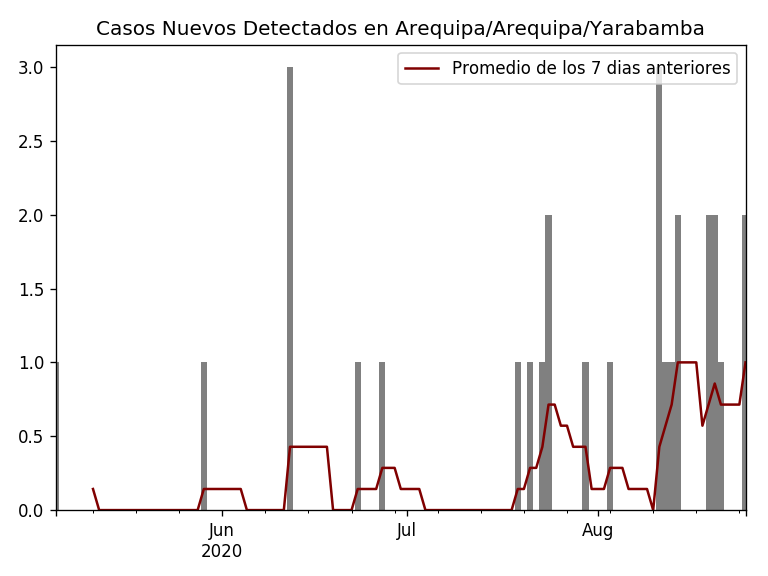 Casos Nuevos Detectados en Arequipa/Arequipa/Yarabamba
Promedio de los 7 dias anteriores
3.0
2.5
2.0
1.5
1.0
0.5
0.0
Jun
2020
Jul
Aug